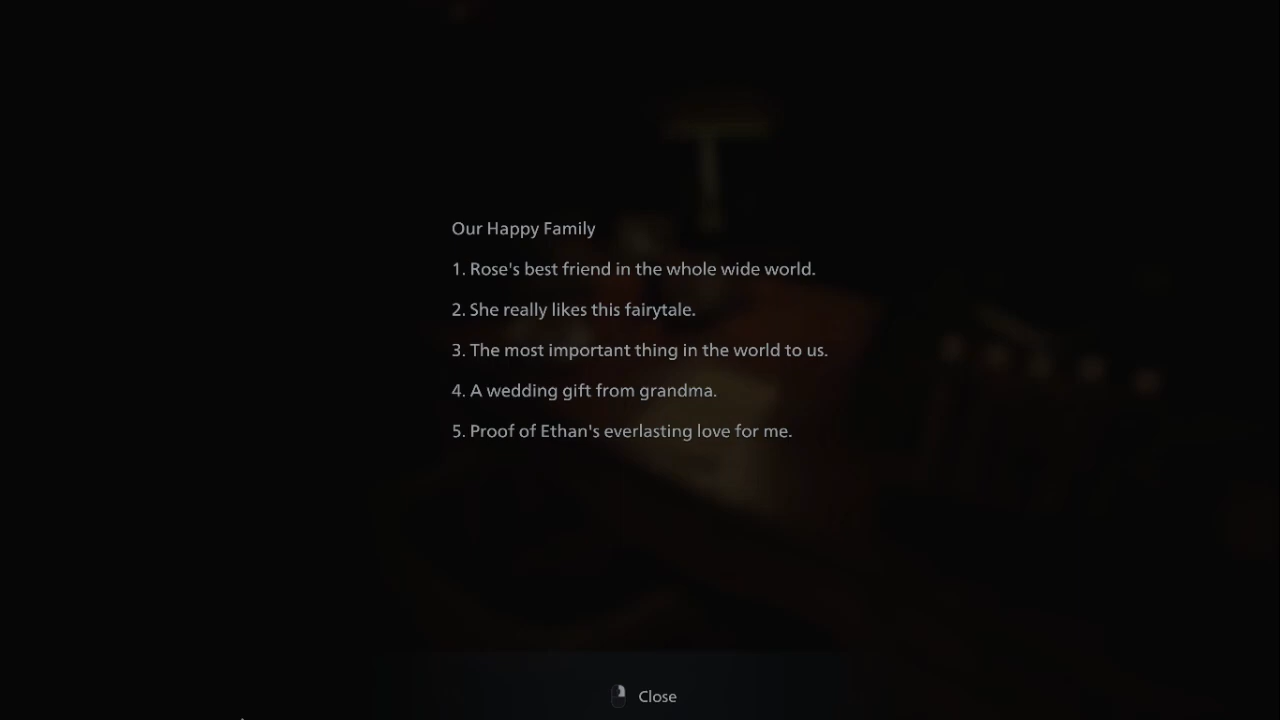 Our Happy Family
1. Rose's best friend in the whole wide world.
2. She really likes this fairytale.
3. The most important thing in the world to us.
4. A wedding gift from grandma.
5. Proof of Ethan's everlasting love for me.
Close